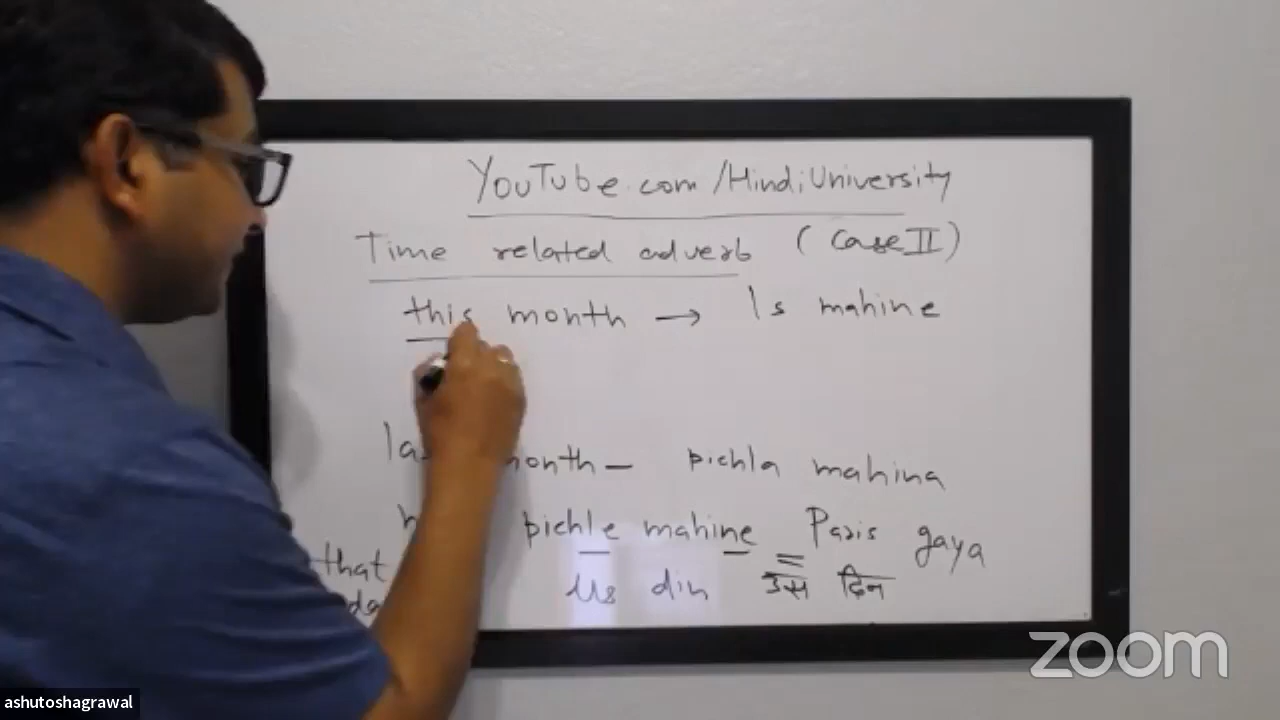 YouTube.com/HindiUniversity
Time related adverb (Case II)
this month → Is mahine
month — pichla mahina
pichle mahine Paris gaya
that
Us din उस दिन
zoom
ashutoshagrawal